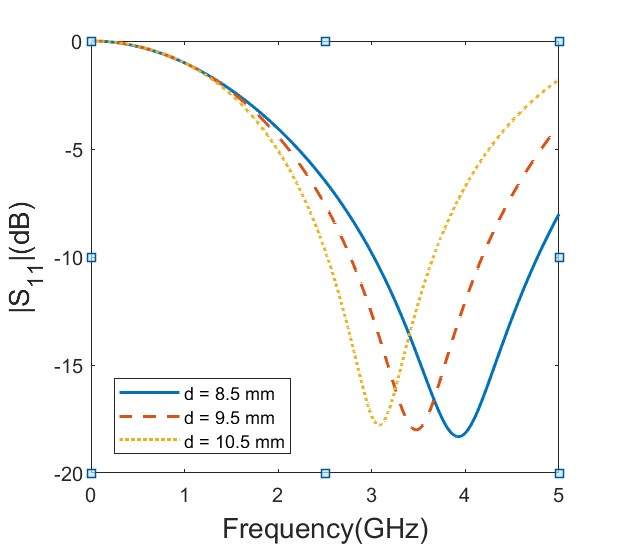 0
-5
-10
-15
-20
|S11|(dB)
d = 8.5 mm
d = 9.5 mm
d = 10.5 mm
0 1 2 3 4 5
Frequency(GHz)